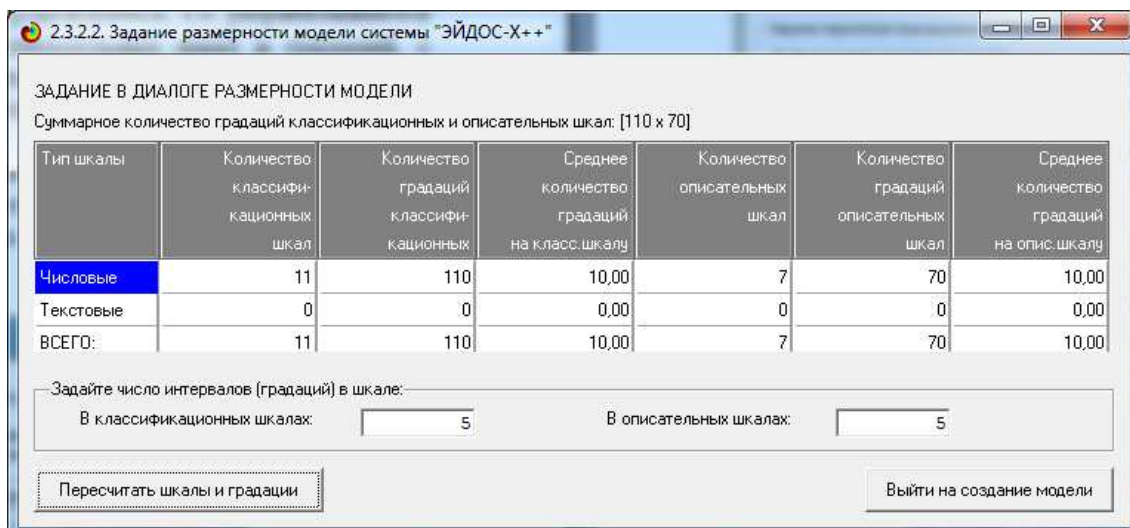 2.3.2.2. Задание размерности модели системы "ЭЙДОС-X++"
ЗАДАНИЕ В ДИАЛОГЕ РАЗМЕРНОСТИ МОДЕЛИ
Суммарное количество градаций классификационных и описательных шкал: [110 x 70]
Тип шкалы Количество классифи- кационных шкал Количество градаций классифи- кационных Среднее количество градаций на класс.шкалу Количество описательных шкал Количество градаций описательных шкал Среднее количество градаций на опис.шкалу
Числовые 11 110 10,00 7 70 10,00
Текстовые 0 0 0,00 0 0 0,00
ВСЕГО: 11 110 10,00 7 70 10,00
Задайте число интервалов (градаций) в шкале:
В классификационных шкалах: 5 В описательных шкалах: 5
Пересчитать шкалы и градации Выйти на создание модели